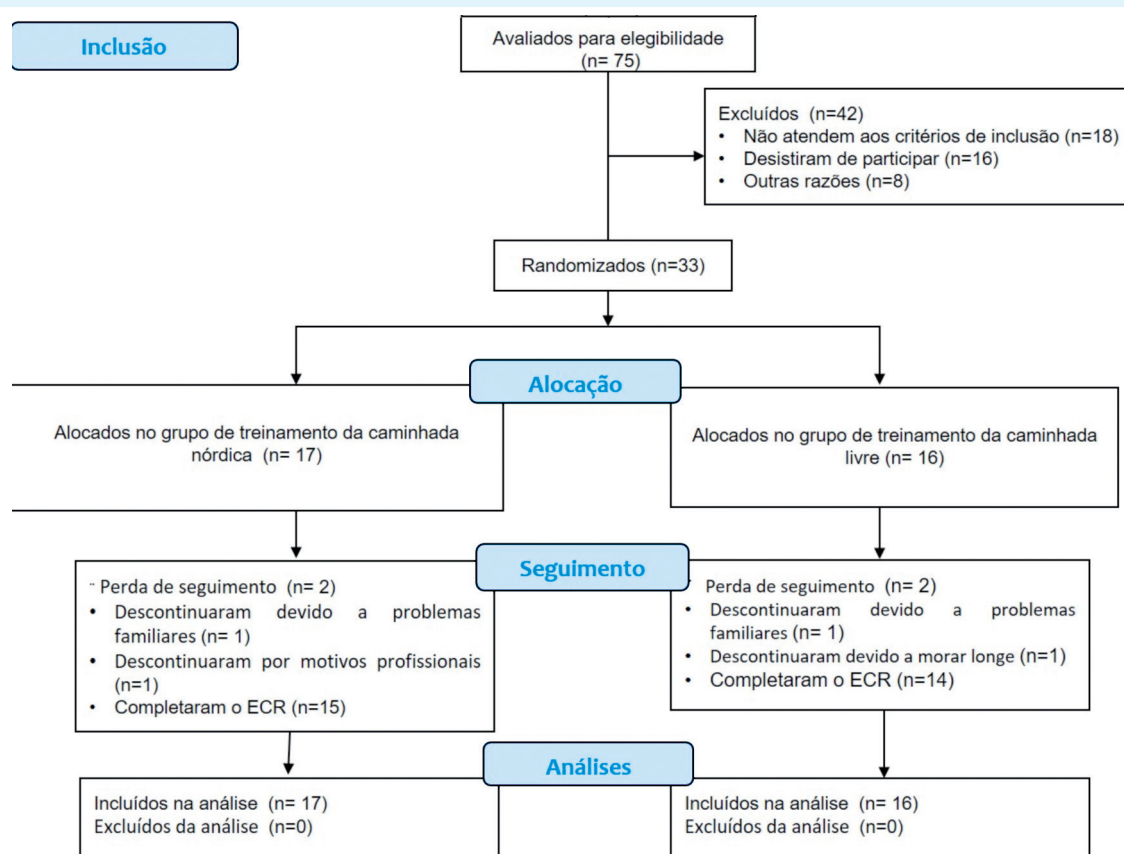 Inclusão
Avaliados para elegibilidade
(n= 75)
Excluídos (n=42)
• Não atendem aos critérios de inclusão (n=18)
• Desistiram de participar (n=16)
• Outras razões (n=8)
Randomizados (n=33)
Alocação
Alocados no grupo de treinamento da caminhada
nórdica (n= 17)
Alocados no grupo de treinamento da caminhada
livre (n= 16)
Seguimento
Perda de seguimento (n= 2)
• Descontinuaram devido a problemas
familiares (n= 1)
• Descontinuaram por motivos profissionais
(n=1)
• Completaram o ECR (n=15)
Perda de seguimento (n= 2)
• Descontinuaram devido a problemas
familiares (n= 1)
• Descontinuaram devido a morar longe (n=1)
• Completaram o ECR (n=14)
Análises
Incluídos na análise (n= 17)
Excluídos da análise (n=0)
Incluídos na análise (n= 16)
Excluídos da análise (n=0)